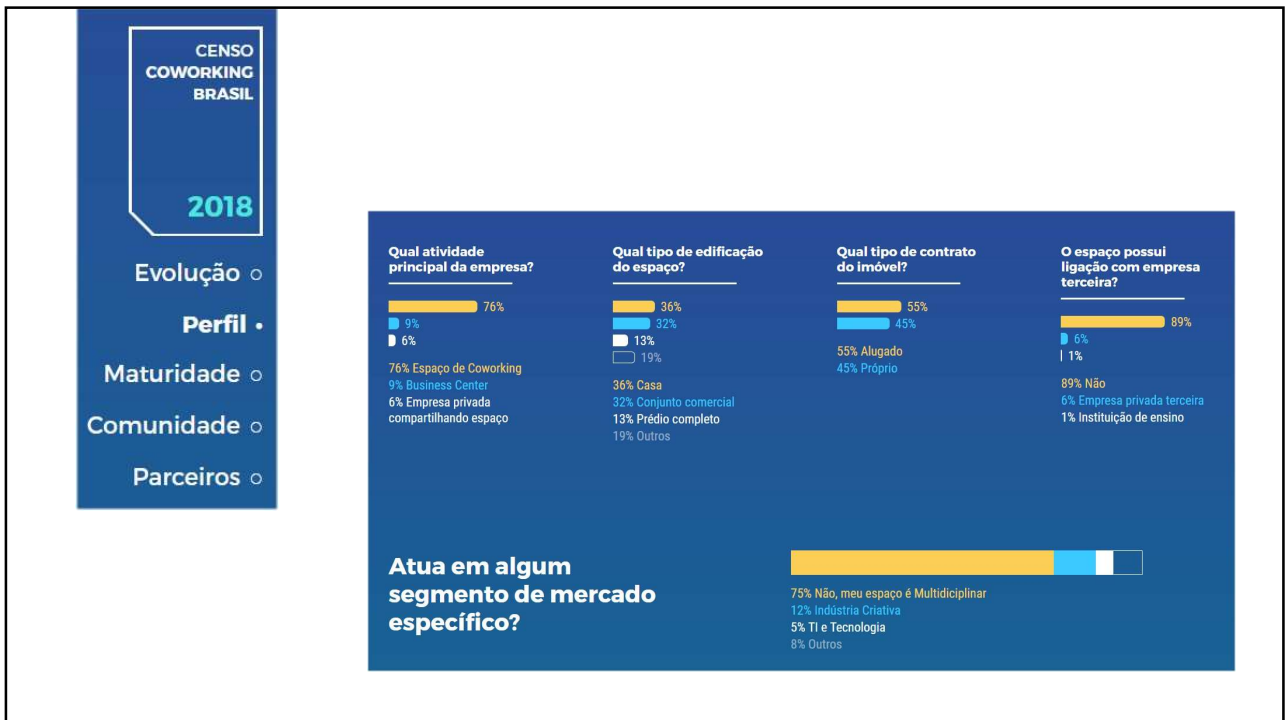 CENSO
COWORKING
BRASIL
2018
Evolução
Perfil
Maturidade
Comunidade
Parceiros
Qual atividade
principal da empresa?
76%
9%
6%
76% Espaço de Coworking
9% Business Center
6% Empresa privada
compartilhando espaço
Qual tipo de edificação
do espaço?
36%
32%
13%
19%
36% Casa
32% Conjunto comercial
13% Prédio completo
19% Outros
Qual tipo de contrato
do imóvel?
55%
45%
55% Alugado
45% Próprio
O espaço possui
ligação com empresa
terceira?
89%
6%
1%
89% Não
6% Empresa privada terceira
1% Instituição de ensino
Atua em algum
segmento de mercado
específico?
75% Não, meu espaço é Multidiciplinar
12% Indústria Criativa
5% TI e Tecnologia
8% Outros